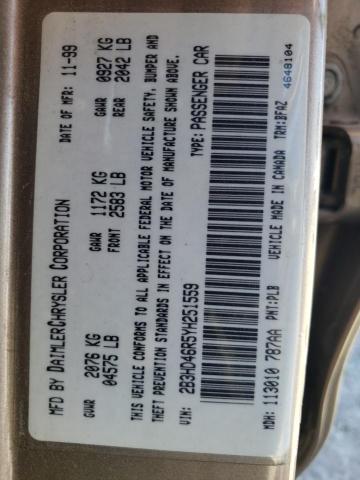 MFD BY DAIMLERCHRYSLER CORPORATION DATE OF MFR: 11-99
GVWR 2076 KG 04575 LB GAWR FRONT 1172 KG 2583 LB GAWR REAR 0927 KG 2042 LB
THIS VEHICLE CONFORMS TO ALL APPLICABLE FEDERAL MOTOR VEHICLE SAFETY, BUMPER AND
THEFT PREVENTION STANDARDS IN EFFECT ON THE DATE OF MANUFACTURE SHOWN ABOVE.
VIN: 2B3HD46R5YH251559 TYPE: PASSENGER CAR
MDH: 113010 787AA PNT: PLB VEHICLE MADE IN CANADA TRM: BFAZ
4648104